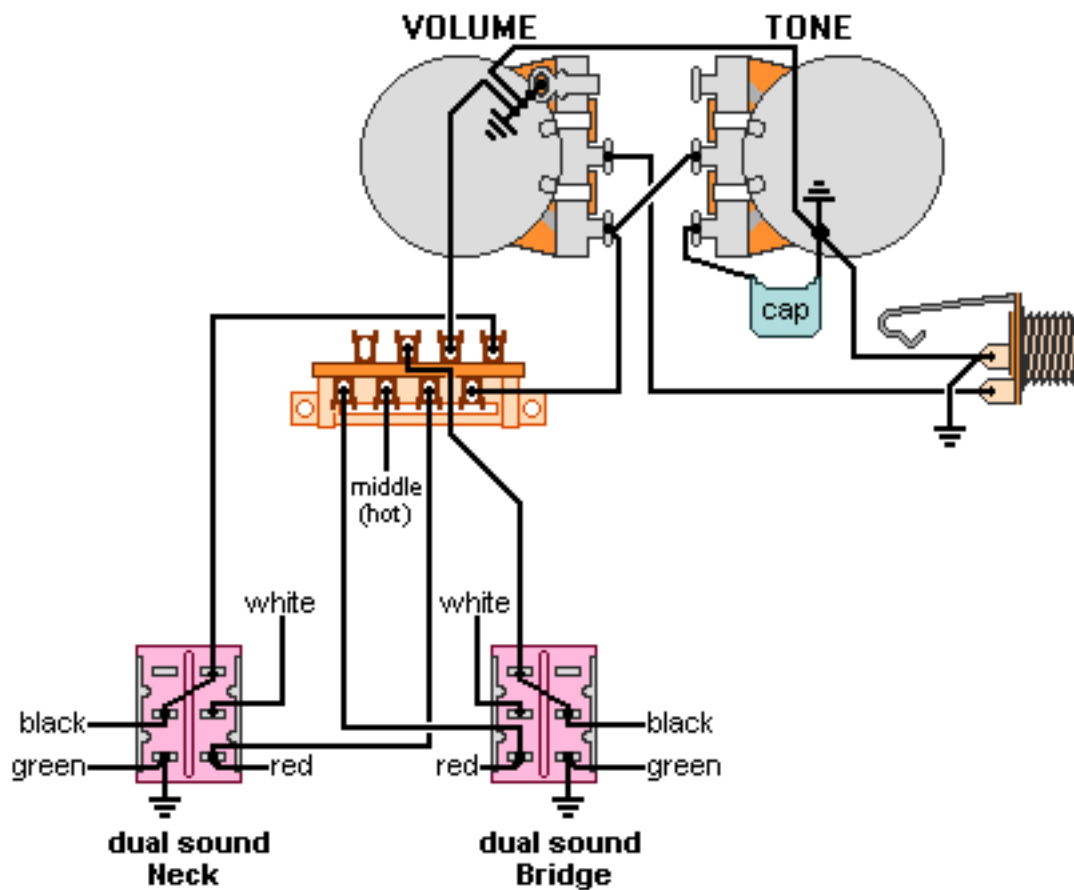 VOLUME
TONE
cap
middle
(hot)
white
white
black
black
green
red
red
green
dual sound
Neck
dual sound
Bridge